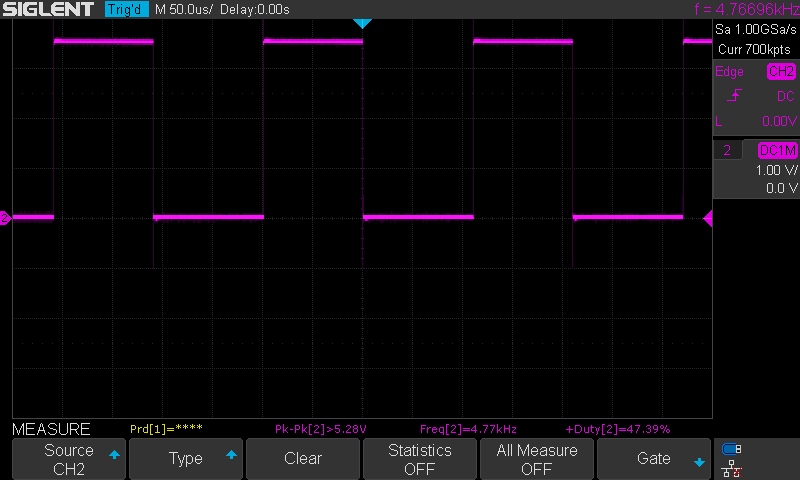 SIGLENT Trig'd M 50.0us/ Delay:0.00s f = 4.76696kHz
Sa 1.00GSa/s
Curr 700kpts
Edge CH2
DC
L 0.00V
2 DC1M
1.00 V/
0.0 V
2
MEASURE Prd[1]=**** Pk-Pk[2]>5.28V Freq[2]=4.77kHz +Duty[2]=47.39%
Source CH2
Type
Clear
Statistics OFF
All Measure OFF
Gate